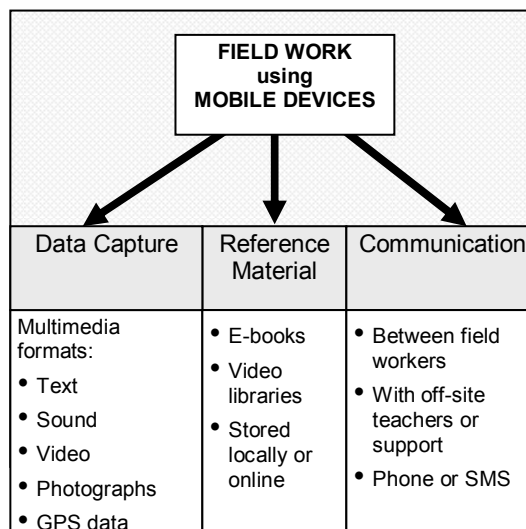 FIELD WORK
using
MOBILE DEVICES
Data Capture
Reference
Material
Communication
Multimedia
formats:
• Text
• Sound
• Video
• Photographs
• GPS data
• E-books
• Video
libraries
• Stored
locally or
online
• Between field
workers
• With off-site
teachers or
support
• Phone or SMS